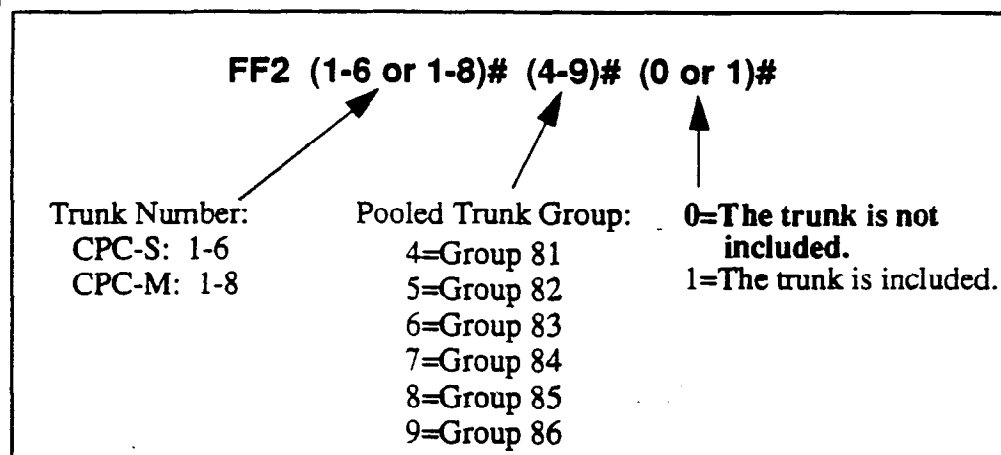 FF2 (1-6 or 1-8)# (4-9)# (0 or 1)#
Trunk Number:
CPC-S: 1-6
CPC-M: 1-8
Pooled Trunk Group:
4=Group 81
5=Group 82
6=Group 83
7=Group 84
8=Group 85
9=Group 86
0=The trunk is not
included.
1=The trunk is included.